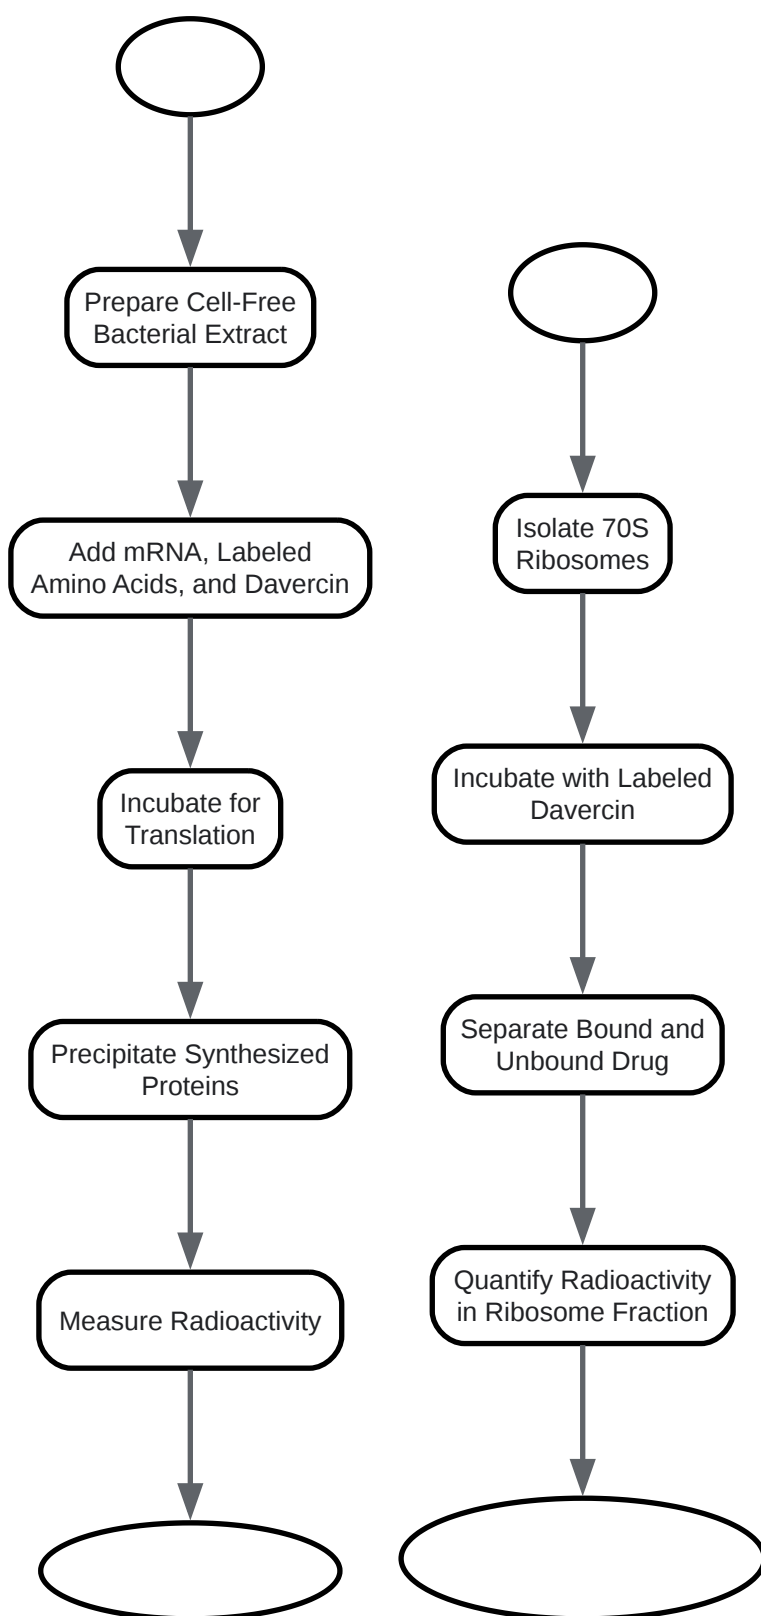 Prepare Cell-Free
Bacterial Extract
Add mRNA, Labeled
Amino Acids, and Davercin
Incubate for
Translation
Precipitate Synthesized
Proteins
Measure Radioactivity
Isolate 70S
Ribosomes
Incubate with Labeled
Davercin
Separate Bound and
Unbound Drug
Quantify Radioactivity
in Ribosome Fraction